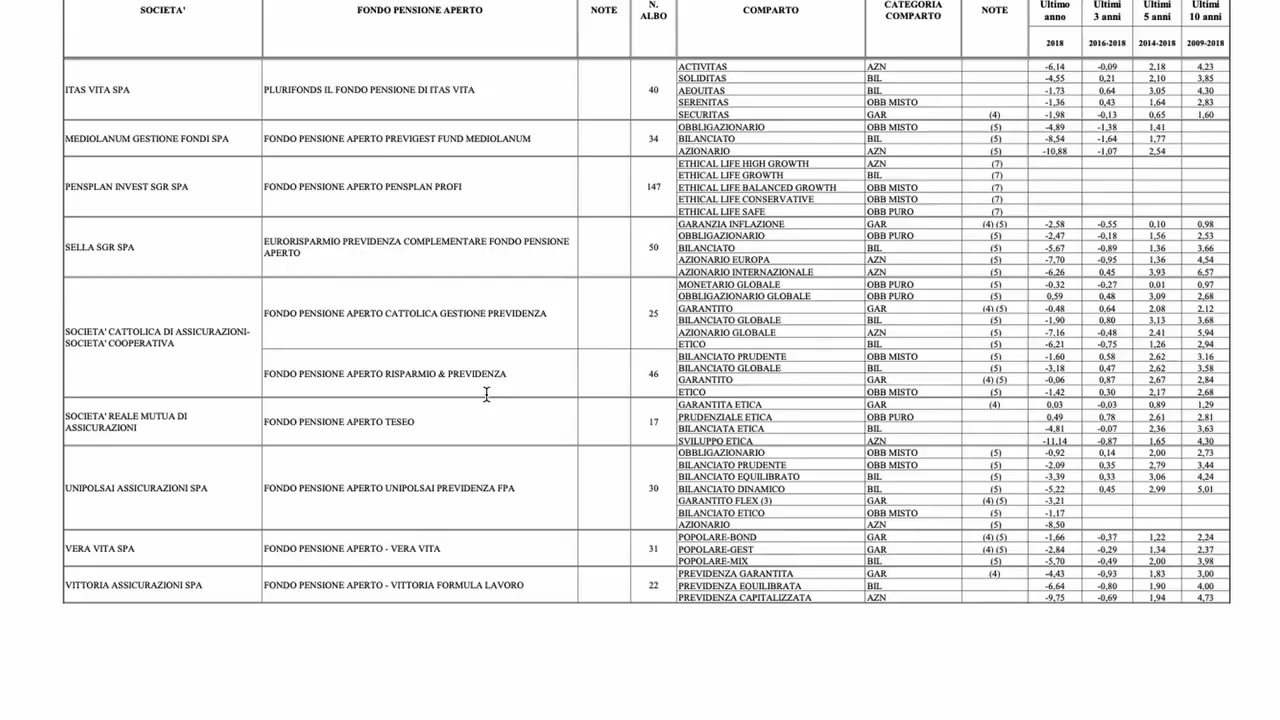 SOCIETA' FONDO PENSIONE APERTO NOTE N. ALBO COMPARTO CATEGORIA COMPARTO NOTE Ultimo anno Ultimi 3 anni Ultimi 5 anni Ultimi 10 anni
2018 2016-2018 2014-2018 2009-2018
ITAS VITA SPA PLURIFONDS IL FONDO PENSIONE DI ITAS VITA 40
ACTIVITAS AZN -6,14 -0,09 2,18 4,23
SOLIDITAS BIL -4,55 0,21 2,10 3,85
AEQUITAS BIL -1,73 0,64 3,05 4,30
SERENITAS OBB MISTO -1,36 0,43 1,64 2,83
SECURITAS GAR (4) -1,98 -0,13 0,65 1,60
MEDIOLANUM GESTIONE FONDI SPA FONDO PENSIONE APERTO PREVIGEST FUND MEDIOLANUM 34
OBBLIGAZIONARIO OBB MISTO (5) -4,89 -1,38 1,41
BILANCIATO BIL (5) -8,54 -1,64 1,77
AZIONARIO AZN (5) -10,88 -1,07 2,54
PENSPLAN INVEST SGR SPA FONDO PENSIONE APERTO PENSPLAN PROFI 147
ETHICAL LIFE HIGH GROWTH AZN (7)
ETHICAL LIFE GROWTH BIL (7)
ETHICAL LIFE BALANCED GROWTH OBB MISTO (7)
ETHICAL LIFE CONSERVATIVE OBB MISTO (7)
ETHICAL LIFE SAFE OBB PURO (7)
SELLA SGR SPA EURORISPARMIO PREVIDENZA COMPLEMENTARE FONDO PENSIONE APERTO 50
GARANZIA INFLAZIONE GAR (4) (5) -2,58 -0,55 0,10 0,98
OBBLIGAZIONARIO OBB PURO (5) -2,47 -0,18 1,56 2,53
BILANCIATO BIL (5) -5,67 -0,89 1,36 3,66
AZIONARIO EUROPA AZN (5) -7,70 -0,95 1,36 4,54
AZIONARIO INTERNAZIONALE AZN (5) -6,26 0,45 3,93 6,57
SOCIETA' CATTOLICA DI ASSICURAZIONI-SOCIETA' COOPERATIVA FONDO PENSIONE APERTO CATTOLICA GESTIONE PREVIDENZA 25
MONETARIO GLOBALE OBB PURO (5) -0,32 -0,27 0,01 0,97
OBBLIGAZIONARIO GLOBALE OBB PURO (5) 0,59 0,48 3,09 2,68
GARANTITO GAR (4) (5) -0,48 0,64 2,08 2,12
BILANCIATO GLOBALE BIL (5) -1,90 0,80 3,13 3,68
AZIONARIO GLOBALE AZN (5) -7,16 -0,48 2,41 5,94
ETICO BIL (5) -6,21 -0,75 1,26 2,94
FONDO PENSIONE APERTO RISPARMIO & PREVIDENZA 46
BILANCIATO PRUDENTE OBB MISTO (5) -1,60 0,58 2,62 3,16
BILANCIATO GLOBALE BIL (5) -3,18 0,47 2,62 3,58
GARANTITO GAR (4) (5) -0,06 0,87 2,67 2,84
ETICO OBB MISTO (5) -1,42 0,30 2,17 2,68
SOCIETA' REALE MUTUA DI ASSICURAZIONI FONDO PENSIONE APERTO TESEO 17
GARANTITA ETICA GAR (4) 0,03 -0,03 0,89 1,29
PRUDENZIALE ETICA OBB PURO 0,49 0,78 2,61 2,81
BILANCIATA ETICA BIL -4,81 -0,07 2,36 3,63
SVILUPPO ETICA AZN -11,14 -0,87 1,65 4,30
UNIPOLSAI ASSICURAZIONI SPA FONDO PENSIONE APERTO UNIPOLSAI PREVIDENZA FPA 30
OBBLIGAZIONARIO OBB MISTO (5) -0,92 0,14 2,00 2,73
BILANCIATO PRUDENTE OBB MISTO (5) -2,09 0,35 2,79 3,44
BILANCIATO EQUILIBRATO BIL (5) -3,39 0,33 3,06 4,24
BILANCIATO DINAMICO BIL (5) -5,22 0,45 2,99 5,01
GARANTITO FLEX (3) GAR (4) (5) -3,21
BILANCIATO ETICO OBB MISTO (5) -1,17
AZIONARIO AZN (5) -8,50
VERA VITA SPA FONDO PENSIONE APERTO - VERA VITA 31
POPOLARE-BOND GAR (4) (5) -1,66 -0,37 1,22 2,24
POPOLARE-GEST GAR (4) (5) -2,84 -0,29 1,34 2,37
POPOLARE-MIX BIL (5) -5,70 -0,49 2,00 3,98
VITTORIA ASSICURAZIONI SPA FONDO PENSIONE APERTO - VITTORIA FORMULA LAVORO 22
PREVIDENZA GARANTITA GAR (4) -4,43 -0,93 1,83 3,00
PREVIDENZA EQUILIBRATA BIL -6,64 -0,80 1,90 4,00
PREVIDENZA CAPITALIZZATA AZN -9,75 -0,69 1,94 4,73